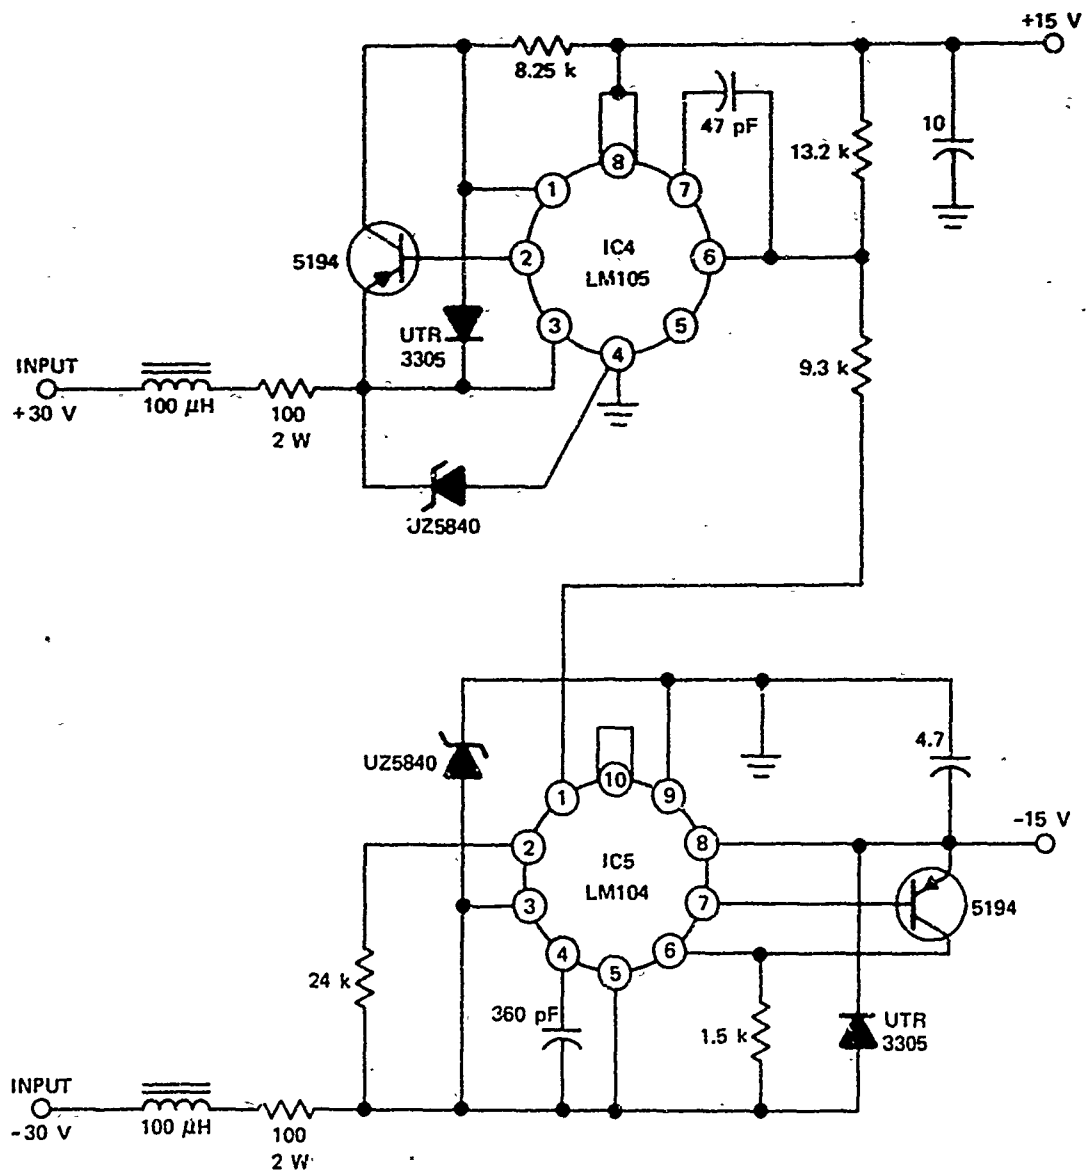 +15 V
8.25 k
47 pF
13.2 k
10
8
1
7
5194
2
IC4
LM105
6
UTR
3305
3
5
4
9.3 k
INPUT
+30 V
100 μH
100
2 W
UZ5840
UZ5840
4.7
1
10
9
-15 V
2
IC5
LM104
8
3
7
5194
4
5
6
24 k
360 pF
1.5 k
UTR
3305
INPUT
-30 V
100 μH
100
2 W